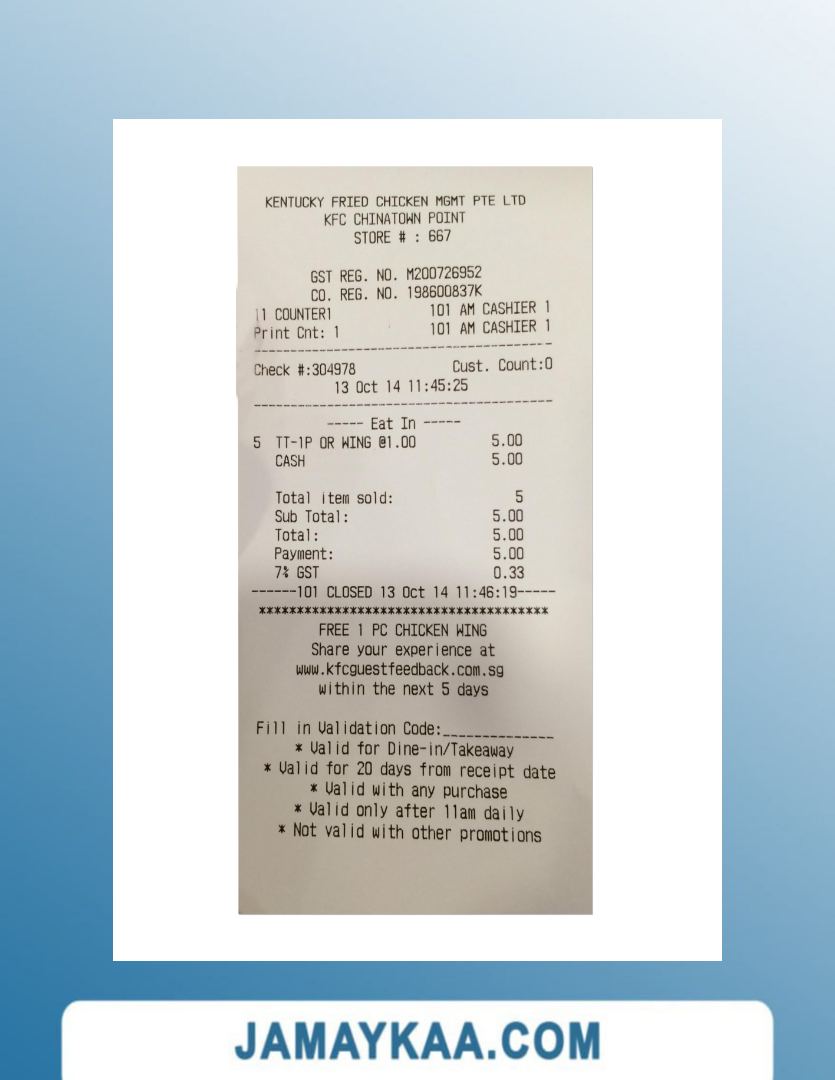 KENTUCKY FRIED CHICKEN MGMT PTE LTD
KFC CHINATOWN POINT
STORE # : 667
GST REG. NO. M200726952
CO. REG. NO. 198600837K
11 COUNTER1 101 AM CASHIER 1
Print Cnt: 1 101 AM CASHIER 1
Check #:304978 Cust. Count:0
13 Oct 14 11:45:25
----- Eat In -----
5 TT-1P OR WING @1.00 5.00
CASH 5.00
Total item sold: 5
Sub Total: 5.00
Total: 5.00
Payment: 5.00
7% GST 0.33
------101 CLOSED 13 Oct 14 11:46:19-----
***************************************
FREE 1 PC CHICKEN WING
Share your experience at
www.kfcguestfeedback.com.sg
within the next 5 days
Fill in Validation Code:_____________
* Valid for Dine-in/Takeaway
* Valid for 20 days from receipt date
* Valid with any purchase
* Valid only after 11am daily
* Not valid with other promotions
JAMAYKAA.COM